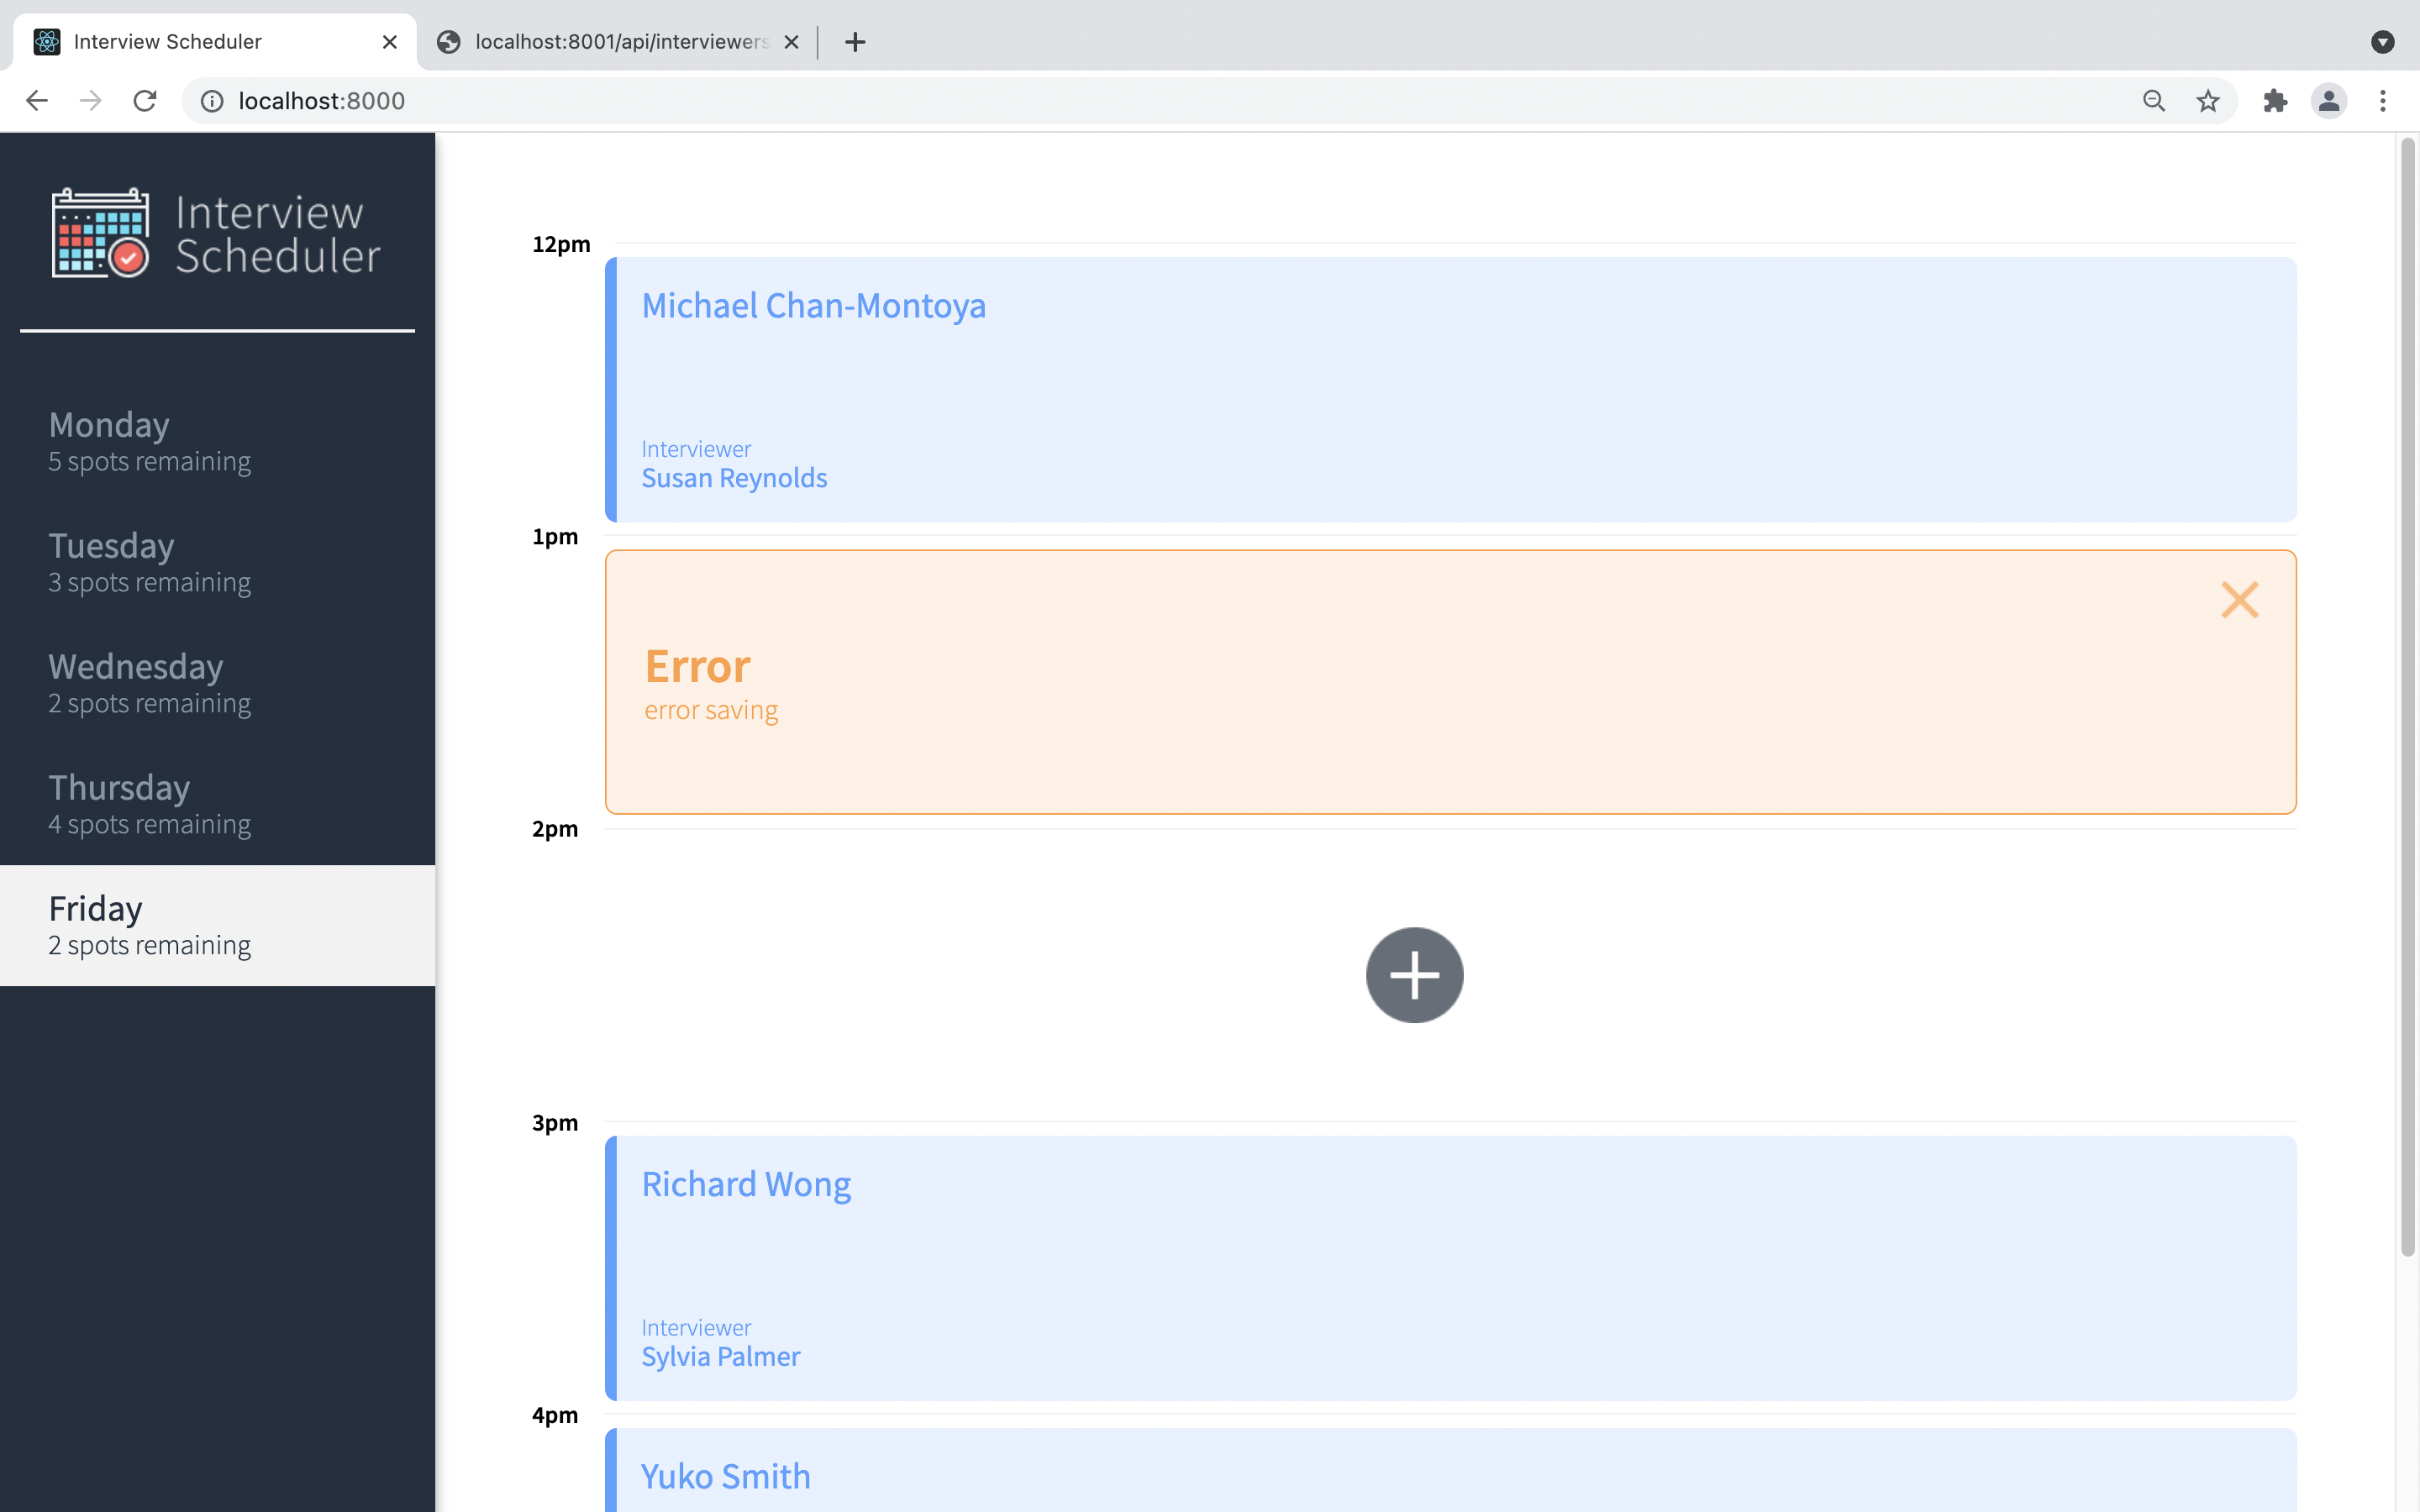 Interview Scheduler
localhost:8001/api/interviewers
localhost:8000
Interview
Scheduler
Monday
5 spots remaining
Tuesday
3 spots remaining
Wednesday
2 spots remaining
Thursday
4 spots remaining
Friday
2 spots remaining
12pm
Michael Chan-Montoya
Interviewer
Susan Reynolds
1pm
Error
error saving
2pm
3pm
Richard Wong
Interviewer
Sylvia Palmer
4pm
Yuko Smith